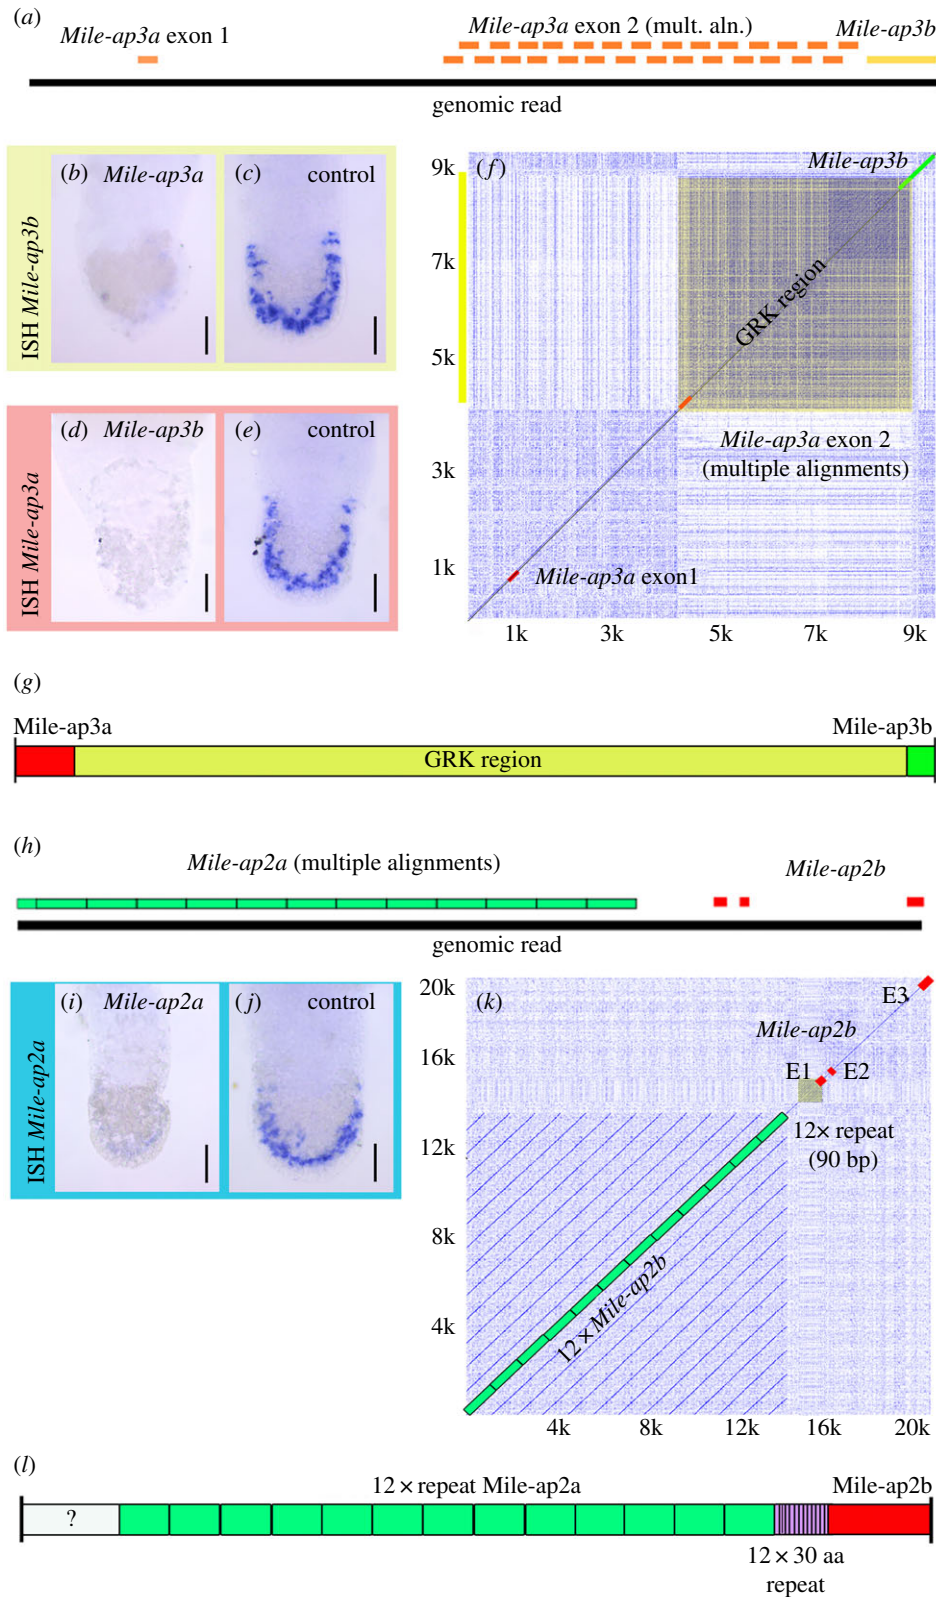 (a)
Mile-ap3a exon 1
Mile-ap3a exon 2 (mult. aln.)
Mile-ap3b
genomic read
ISH Mile-ap3b
(b) Mile-ap3a
(c) control
ISH Mile-ap3a
(d) Mile-ap3b
(e) control
(f)
Mile-ap3b
GRK region
Mile-ap3a exon 2
(multiple alignments)
Mile-ap3a exon1
9k
7k
5k
3k
1k
1k 3k 5k 7k 9k
(g)
Mile-ap3a
Mile-ap3b
GRK region
(h)
Mile-ap2a (multiple alignments)
Mile-ap2b
genomic read
ISH Mile-ap2a
(i) Mile-ap2a
(j) control
(k)
20k
16k
12k
8k
4k
E3
Mile-ap2b
E1 E2
12× repeat
(90 bp)
12 × Mile-ap2b
4k 8k 12k 16k 20k
(l)
12 × repeat Mile-ap2a
Mile-ap2b
?
12 × 30 aa
repeat